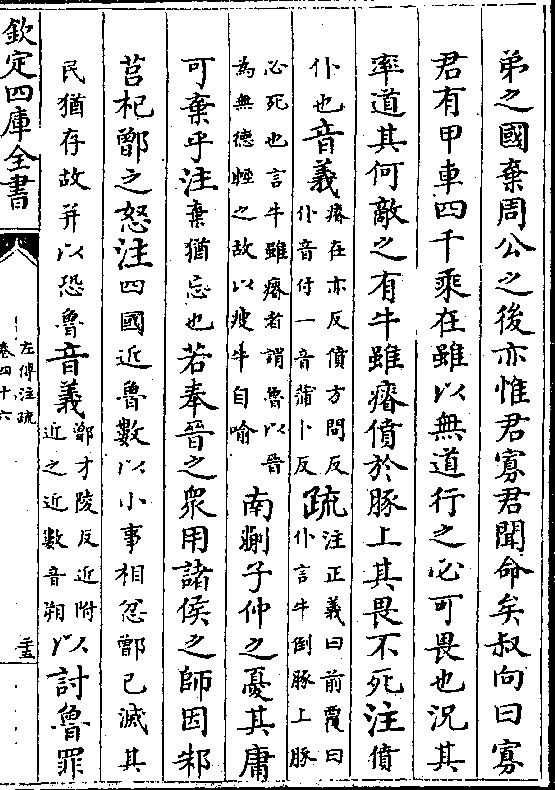 弟之國棄周公之後亦惟君寡君聞命矣叔向曰寡
君有甲車四千乘在雖以無道行之必可畏也況其
率道其何敵之有牛雖瘠僨於豚上其畏不死注僨
仆也音義瘠在亦反僨方問反
仆音付一音蒲卜反疏注正義曰前覆曰
仆言牛倒豚上豚
必死也言牛雖瘠者謂魯以晉
為無德輕之故以瘦牛自喻南蒯子仲之憂其庸
可棄乎注棄猶忘也若奉晉之衆用諸侯之師因邾
莒杞鄫之怒注四國近魯數以小事相忿鄫已滅其
民猶存故并以恐魯音義鄫才陵反近附
近之近數音朔以討魯罪
欽定四庫全書
左傳注疏
卷四十六